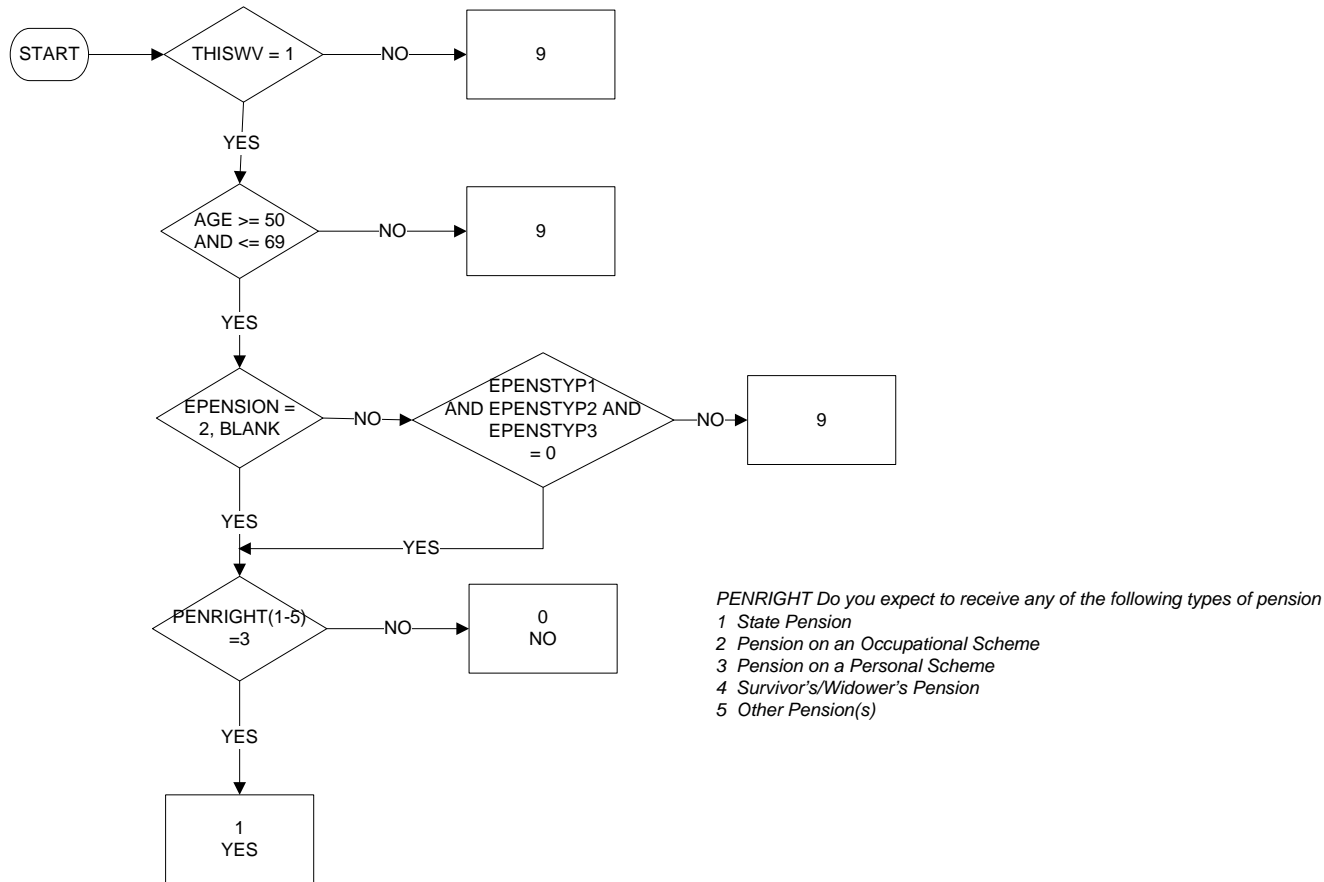 START
THISWV = 1
NO
9
YES
AGE >= 50
AND <= 69
NO
9
YES
EPENSION =
2, BLANK
NO
EPENSTYP1
AND EPENSTYP2 AND
EPENSTYP3
= 0
NO
9
YES
YES
PENRIGHT(1-5)
=3
NO
0
NO
PENRIGHT Do you expect to receive any of the following types of pension
1 State Pension
2 Pension on an Occupational Scheme
3 Pension on a Personal Scheme
4 Survivor's/Widower's Pension
5 Other Pension(s)
YES
1
YES